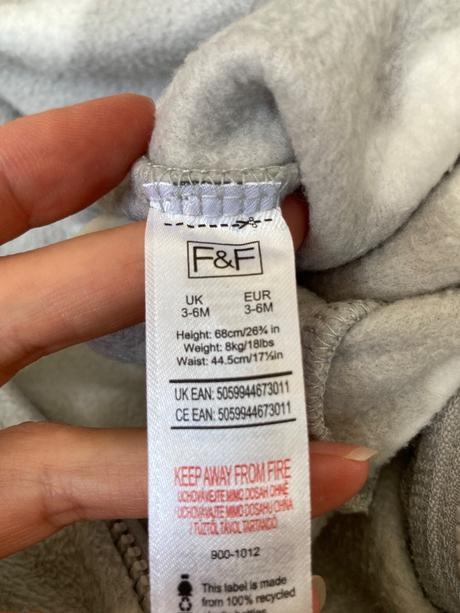 F&F
UK EUR
3-6M 3-6M
Height: 68cm/26¾ in
Weight: 8kg/18lbs
Waist: 44.5cm/17½in
UK EAN: 5059944673011
CE EAN: 5059944673011
KEEP AWAY FROM FIRE
UCHOVÁVEJTE MIMO DOSAH OHNĚ
/ UCHOVÁVAJTE MIMO DOSAHU OHŇA
/ TŰZTŐL TÁVOL TARTANDÓ
900-1012
This label is made
from 100% recycled